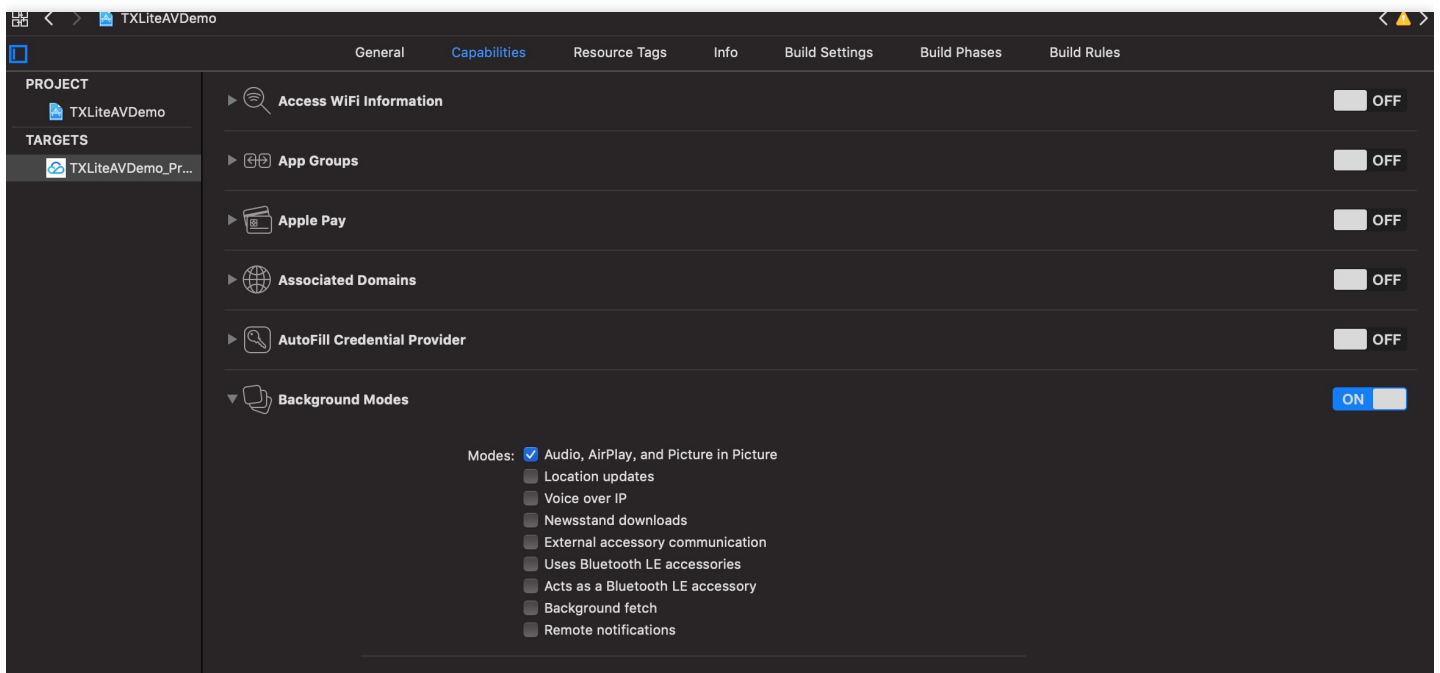 TXLiteAVDemo
General Capabilities Resource Tags Info Build Settings Build Phases Build Rules
PROJECT
TXLiteAVDemo
TARGETS
TXLiteAVDemo_Pr...
Access WiFi Information OFF
App Groups OFF
Apple Pay OFF
Associated Domains OFF
AutoFill Credential Provider OFF
Background Modes ON
Modes: Audio, AirPlay, and Picture in Picture
Location updates
Voice over IP
Newsstand downloads
External accessory communication
Uses Bluetooth LE accessories
Acts as a Bluetooth LE accessory
Background fetch
Remote notifications